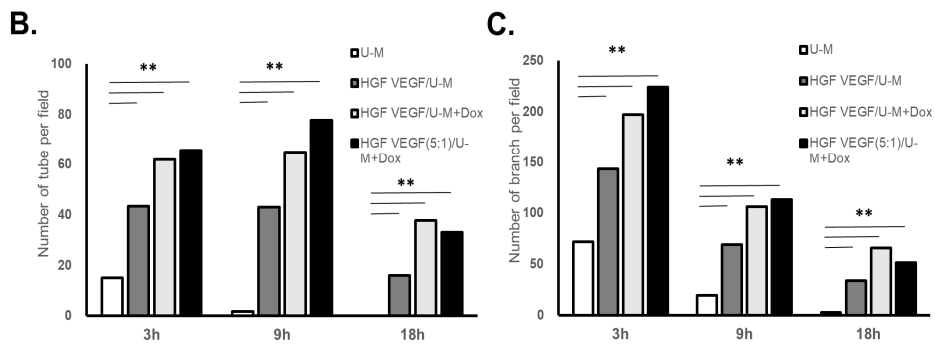 B.
**
**
**
100
80
60
40
20
0
Number of tube per field
3h
9h
18h
U-M
HGF VEGF/U-M
HGF VEGF/U-M+Dox
HGF VEGF(5:1)/U-
M+Dox
C.
**
**
**
250
200
150
100
50
0
Number of branch per field
3h
9h
18h
U-M
HGF VEGF/U-M
HGF VEGF/U-M+Dox
HGF VEGF(5:1)/U-
M+Dox